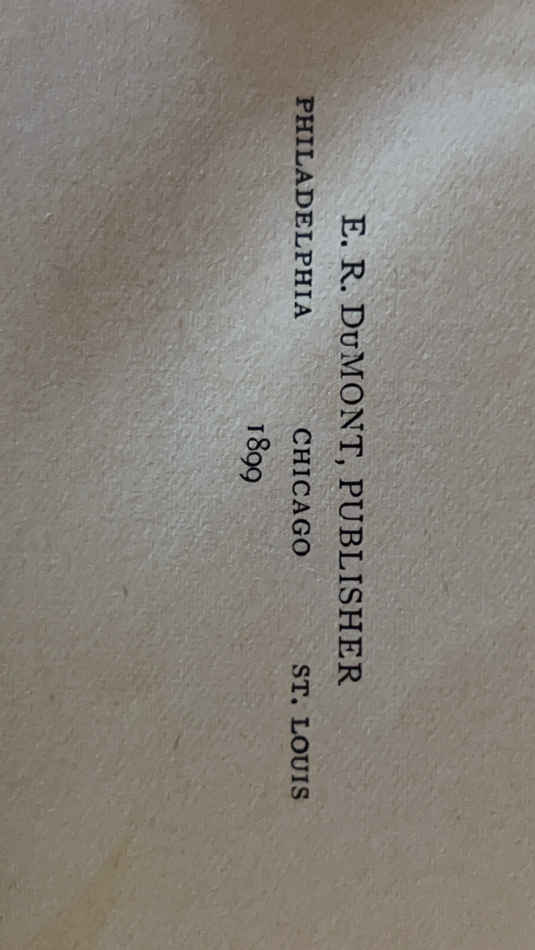 E. R. DuMONT, PUBLISHER
PHILADELPHIA CHICAGO ST. LOUIS
1899